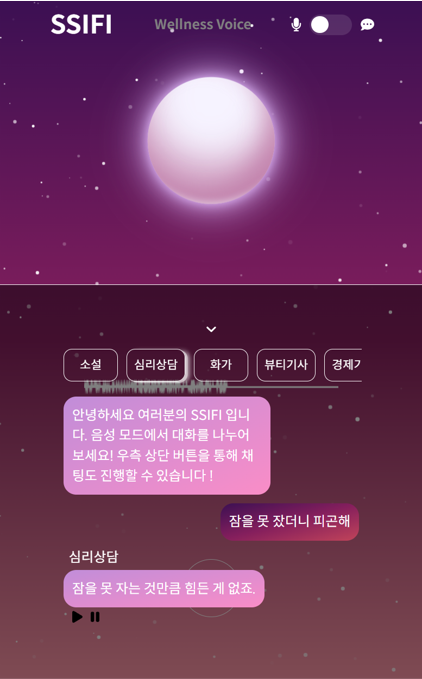 SSIFI
Wellness Voice
소설
심리상담
화가
뷰티기사
경제기
안녕하세요 여러분의 SSIFI 입니
다. 음성 모드에서 대화를 나누어
보세요! 우측 상단 버튼을 통해 채
팅도 진행할 수 있습니다 !
잠을 못 잤더니 피곤해
심리상담
잠을 못 자는 것만큼 힘든 게 없죠.